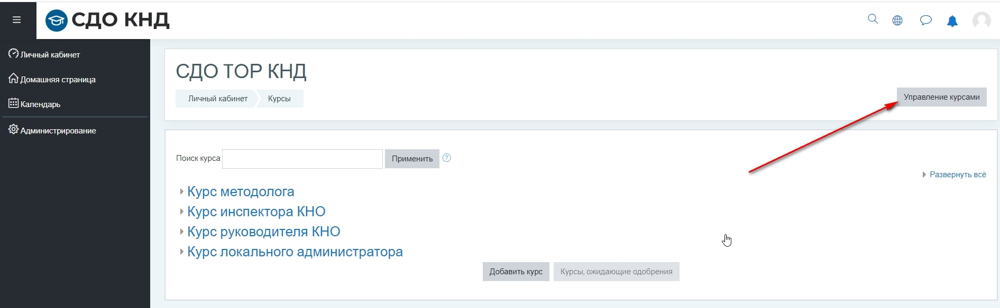 СДО КНД
Личный кабинет
Домашняя страница
Календарь
Администрирование
СДО ТОР КНД
Личный кабинет
Курсы
Управление курсами
Поиск курса
Применить
?
Развернуть всё
Курс методолога
Курс инспектора КНО
Курс руководителя КНО
Курс локального администратора
Добавить курс
Курсы, ожидающие одобрения